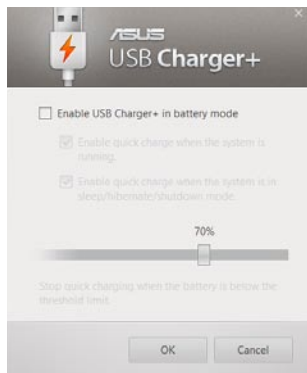 ASUS
USB Charger+
Enable USB Charger+ in battery mode
Enable quick charge when the system is
running.
Enable quick charge when the system is in
sleep/hibernate/shutdown mode.
70%
Stop quick charging when the battery is below the
threshold limit.
OK
Cancel